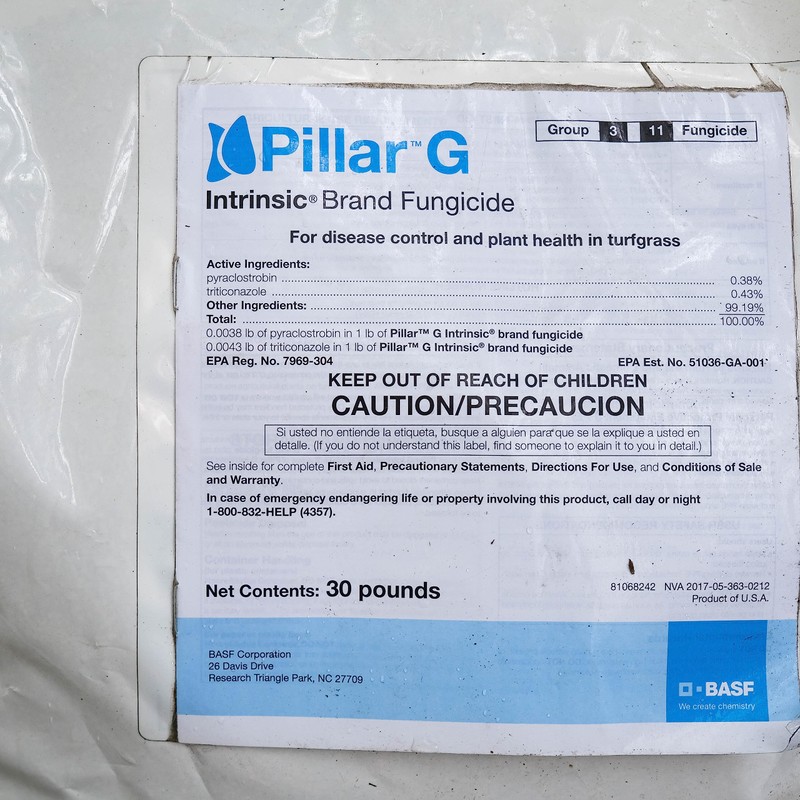 Pillar™ G
Group 3 11 Fungicide
Intrinsic® Brand Fungicide
For disease control and plant health in turfgrass
Active Ingredients:
pyraclostrobin ........ 0.38%
triticonazole ........ 0.43%
Other Ingredients: ........ 99.19%
Total: ........ 100.00%
0.0038 lb of pyraclostrobin in 1 lb of Pillar™ G Intrinsic® brand fungicide
0.0043 lb of triticonazole in 1 lb of Pillar™ G Intrinsic® brand fungicide
EPA Reg. No. 7969-304 EPA Est. No. 51036-GA-001
KEEP OUT OF REACH OF CHILDREN
CAUTION/PRECAUCION
Si usted no entiende la etiqueta, busque a alguien para que se la explique a usted en
detalle. (If you do not understand this label, find someone to explain it to you in detail.)
See inside for complete First Aid, Precautionary Statements, Directions For Use, and Conditions of Sale
and Warranty.
In case of emergency endangering life or property involving this product, call day or night
1-800-832-HELP (4357).
Net Contents: 30 pounds
81068242 NVA 2017-05-363-0212
Product of U.S.A.
BASF Corporation
26 Davis Drive
Research Triangle Park, NC 27709
BASF
We create chemistry